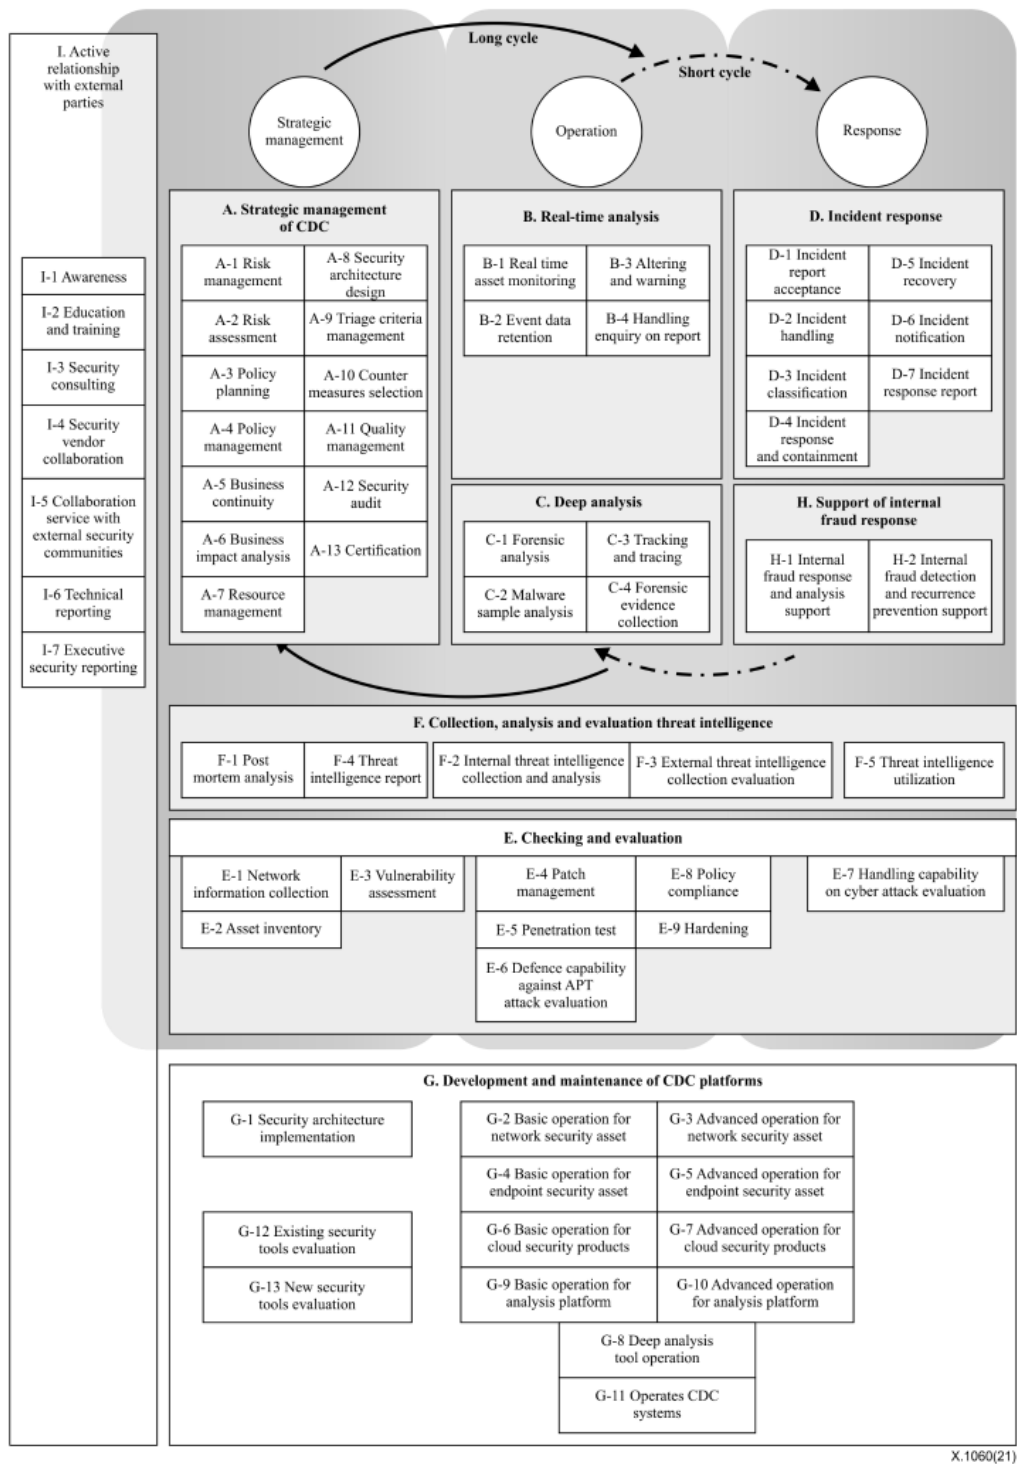 Long cycle
Short cycle
I. Active
relationship
with external
parties
Strategic
management
Operation
Response
I-1 Awareness
I-2 Education
and training
I-3 Security
consulting
I-4 Security
vendor
collaboration
I-5 Collaboration
service with
external security
communities
I-6 Technical
reporting
I-7 Executive
security reporting
A. Strategic management
of CDC
A-1 Risk
management
A-8 Security
architecture
design
A-2 Risk
assessment
A-9 Triage criteria
management
A-3 Policy
planning
A-10 Counter
measures selection
A-4 Policy
management
A-11 Quality
management
A-5 Business
continuity
A-12 Security
audit
A-6 Business
impact analysis
A-13 Certification
A-7 Resource
management
B. Real-time analysis
B-1 Real time
asset monitoring
B-3 Altering
and warning
B-2 Event data
retention
B-4 Handling
enquiry on report
C. Deep analysis
C-1 Forensic
analysis
C-3 Tracking
and tracing
C-2 Malware
sample analysis
C-4 Forensic
evidence
collection
D. Incident response
D-1 Incident
report
acceptance
D-5 Incident
recovery
D-2 Incident
handling
D-6 Incident
notification
D-3 Incident
classification
D-7 Incident
response report
D-4 Incident
response
and containment
H. Support of internal
fraud response
H-1 Internal
fraud response
and analysis
support
H-2 Internal
fraud detection
and recurrence
prevention support
F. Collection, analysis and evaluation threat intelligence
F-1 Post
mortem analysis
F-4 Threat
intelligence report
F-2 Internal threat intelligence
collection and analysis
F-3 External threat intelligence
collection evaluation
F-5 Threat intelligence
utilization
E. Checking and evaluation
E-1 Network
information collection
E-3 Vulnerability
assessment
E-4 Patch
management
E-8 Policy
compliance
E-7 Handling capability
on cyber attack evaluation
E-2 Asset inventory
E-5 Penetration test
E-9 Hardening
E-6 Defence capability
against APT
attack evaluation
G. Development and maintenance of CDC platforms
G-1 Security architecture
implementation
G-2 Basic operation for
network security asset
G-3 Advanced operation for
network security asset
G-4 Basic operation for
endpoint security asset
G-5 Advanced operation for
endpoint security asset
G-12 Existing security
tools evaluation
G-6 Basic operation for
cloud security products
G-7 Advanced operation for
cloud security products
G-13 New security
tools evaluation
G-9 Basic operation for
analysis platform
G-10 Advanced operation
for analysis platform
G-8 Deep analysis
tool operation
G-11 Operates CDC
systems
X.1060(21)